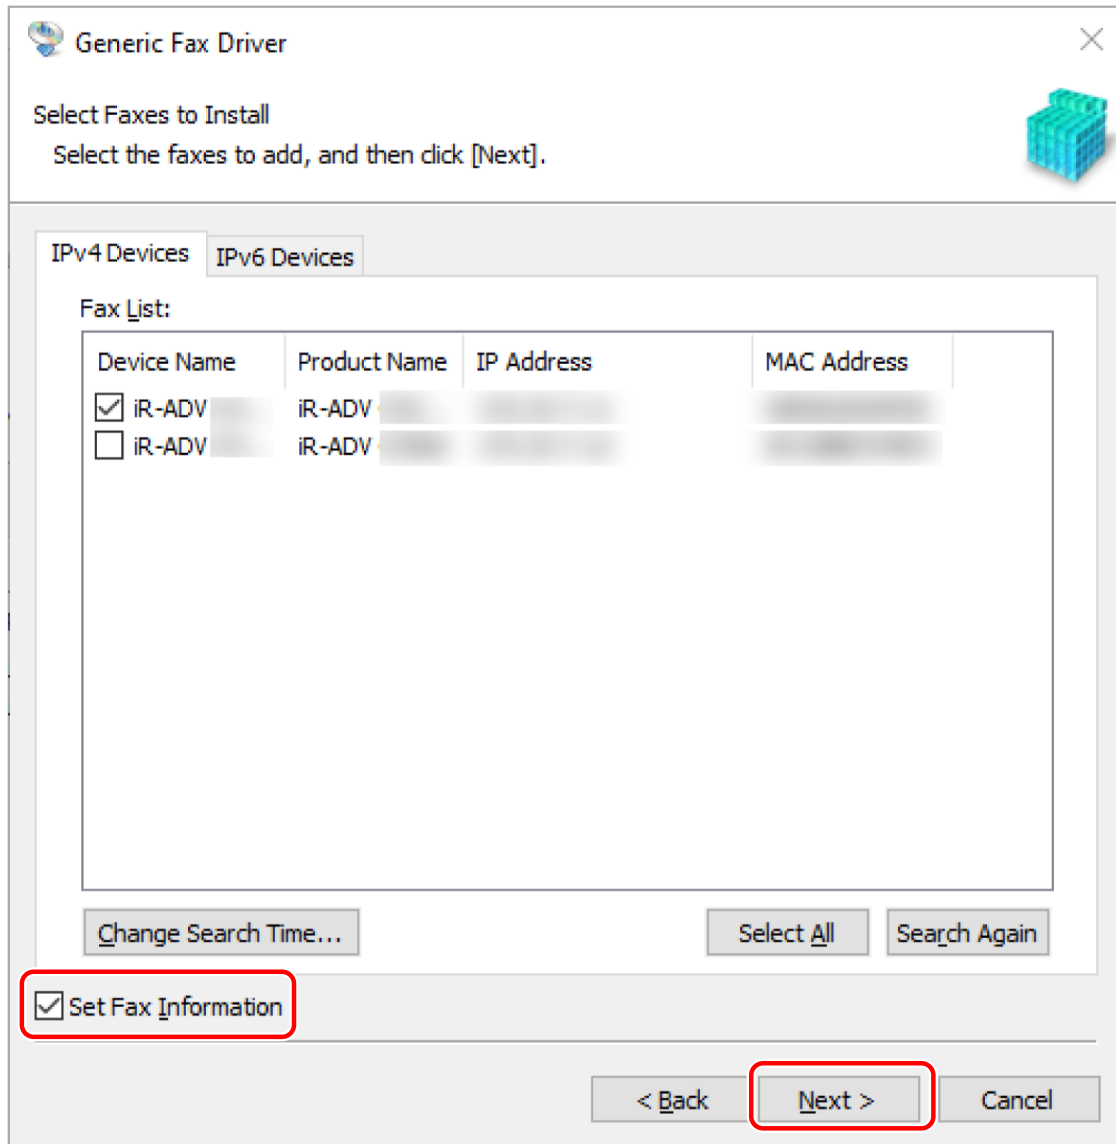 Generic Fax Driver
Select Faxes to Install
Select the faxes to add, and then click [Next].
IPv4 Devices IPv6 Devices
Fax List:
Device Name Product Name IP Address MAC Address
iR-ADV iR-ADV
iR-ADV iR-ADV
Change Search Time... Select All Search Again
Set Fax Information
< Back Next > Cancel